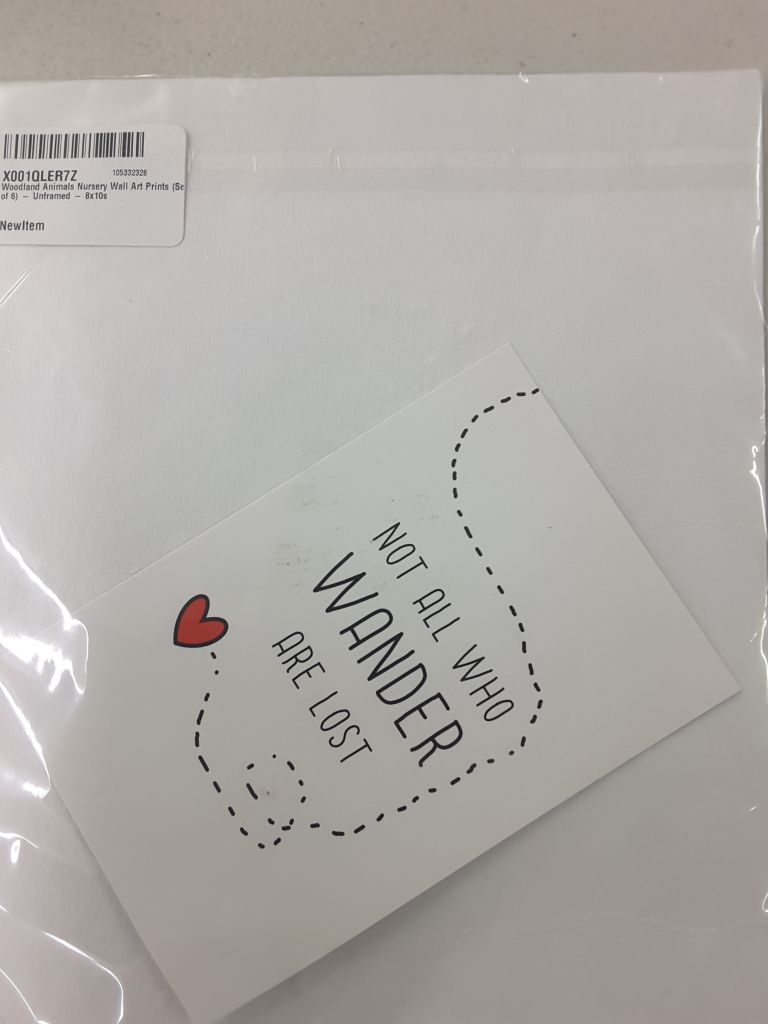 X001QLER7Z
105332326
Woodland Animals Nursery Wall Art Prints (Se
of 6) – Unframed – 8x10s
NewItem
NOT ALL WHO
WANDER
ARE LOST